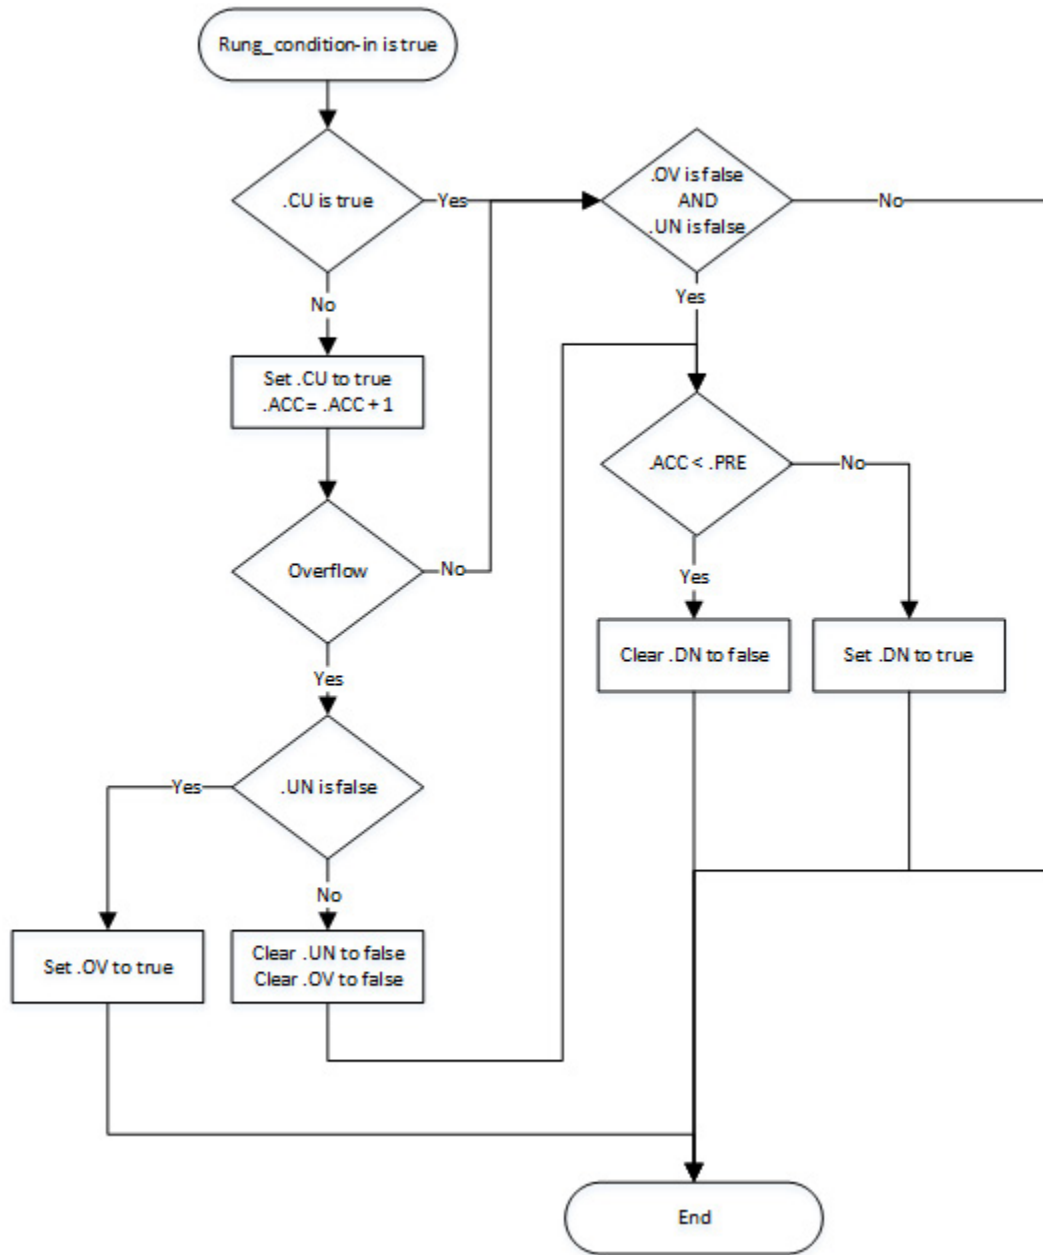 Rung_condition-in is true
.CU is true
Yes
.OV is false
AND
.UN is false
No
No
Yes
Set .CU to true
.ACC = .ACC + 1
.ACC < .PRE
No
Overflow
No
Yes
Clear .DN to false
Set .DN to true
Yes
.UN is false
Yes
No
Set .OV to true
Clear .UN to false
Clear .OV to false
End